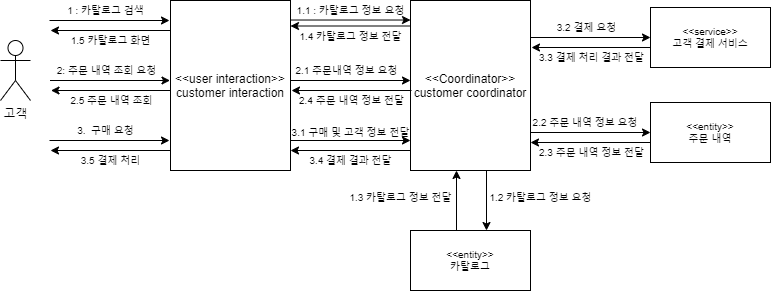 1 : 카탈로그 검색
1.5 카탈로그 화면
2: 주문 내역 조회 요청
2.5 주문 내역 조회
3. 구매 요청
3.5 결제 처리
고객
<<user interaction>>
customer interaction
1.1 : 카탈로그 정보 요청
1.4 카탈로그 정보 전달
2.1 주문내역 정보 요청
2.4 주문 내역 정보 전달
3.1 구매 및 고객 정보 전달
3.4 결제 결과 전달
<<Coordinator>>
customer coordinator
3.2 결제 요청
3.3 결제 처리 결과 전달
<<service>>
고객 결제 서비스
2.2 주문 내역 정보 요청
2.3 주문 내역 정보 전달
<<entity>>
주문 내역
1.3 카탈로그 정보 전달
1.2 카탈로그 정보 요청
<<entity>>
카탈로그